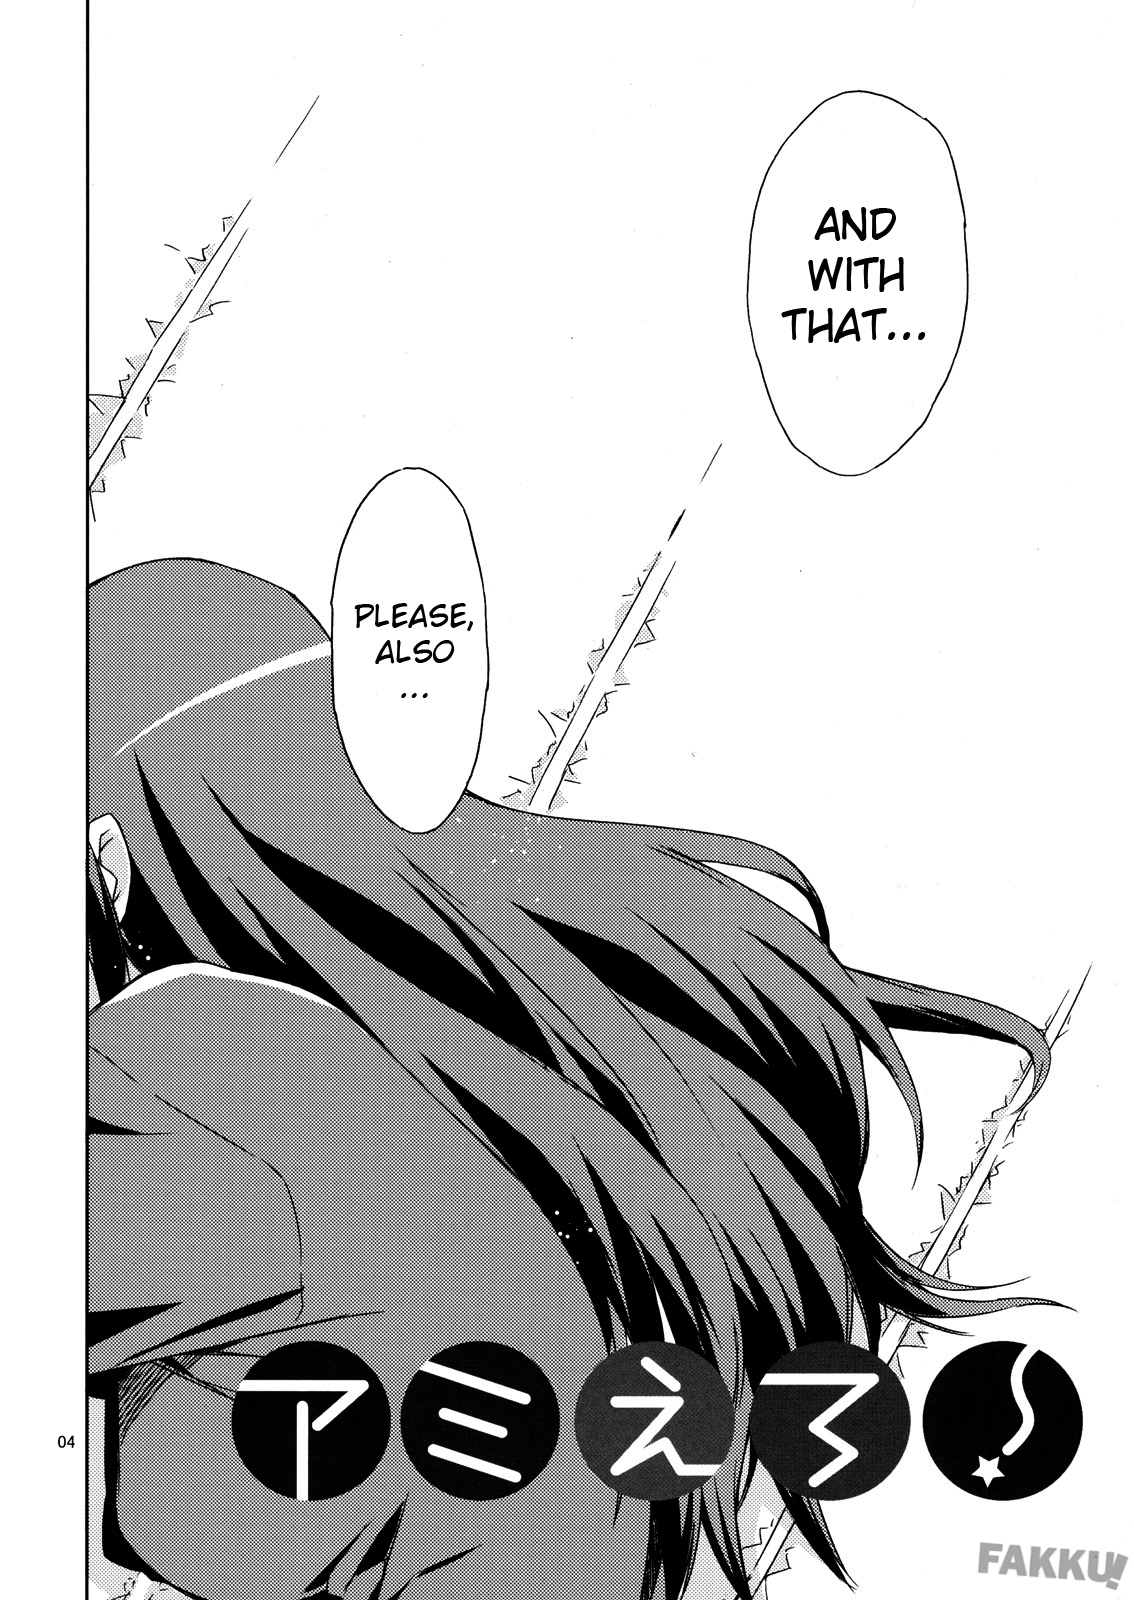 AND
WITH
THAT...
PLEASE,
ALSO
...
アミえろ!
04
FAKKU!